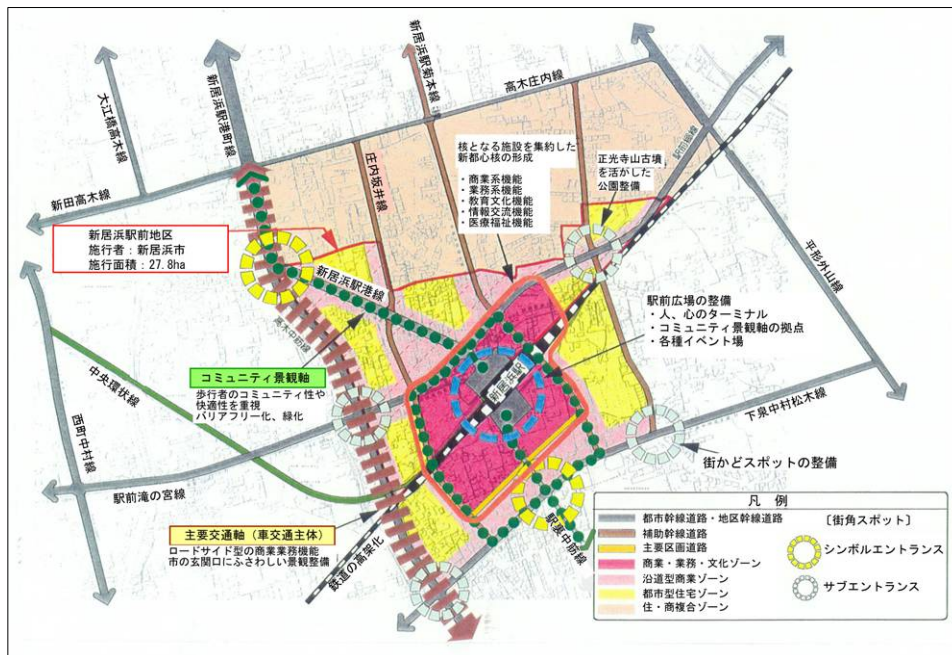 大江橋高木線
新居浜駅港町線
新居浜駅菊本線
高木庄内線
駅前郷線
新田高木線
庄内坂井線
核となる施設を集約した
新都心核の形成
・商業系機能
・業務系機能
・教育文化機能
・情報交流機能
・医療福祉機能
正光寺山古墳
を活かした
公園整備
平形外山線
新居浜駅前地区
施行者：新居浜市
施行面積：27.8ha
新居浜駅港線
高木中筋線
駅前広場の整備
・人、心のターミナル
・コミュニティ景観軸の拠点
・各種イベント場
新居浜駅
コミュニティ景観軸
歩行者のコミュニティ性や
快適性を重視
バリアフリー化、緑化
中央環状線
西町中村線
駅前滝の宮線
下泉中村松木線
街かどスポットの整備
駅裏中筋線
鉄道の高架化
主要交通軸（車交通主体）
ロードサイド型の商業業務機能
市の玄関口にふさわしい景観整備
凡 例
都市幹線道路・地区幹線道路
補助幹線道路
主要区画道路
商業・業務・文化ゾーン
沿道型商業ゾーン
都市型住宅ゾーン
住・商複合ゾーン
〔街角スポット〕
シンボルエントランス
サブエントランス